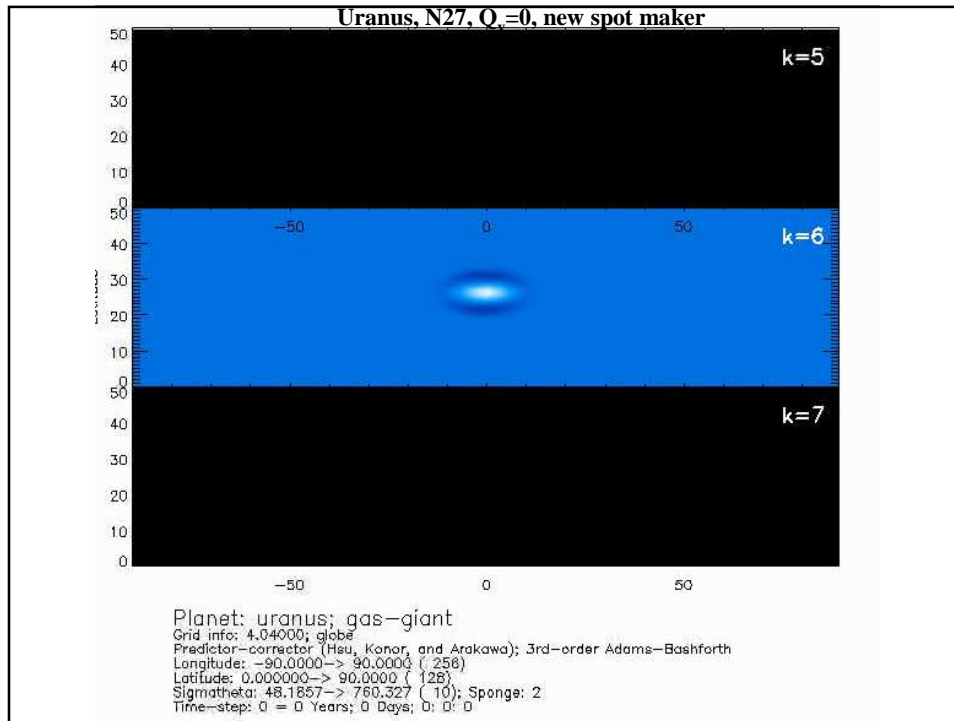 Uranus, N27, Q_v=0, new spot maker
50
k=5
40
30
20
10
0
50
-50
0
50
k=6
40
30
20
10
0
50
k=7
40
30
20
10
0
-50
0
50
Planet: uranus; gas-giant
Grid info: 4.04000; globe
Predictor-corrector (Hsu, Konor, and Arakawa); 3rd-order Adams-Bashforth
Longitude: -90.0000-> 90.0000 ( 256)
Latitude: 0.000000-> 90.0000 ( 128)
Sigmatheta: 48.1857-> 760.327 ( 10); Sponge: 2
Time-step: 0 = 0 Years; 0 Days; 0: 0: 0